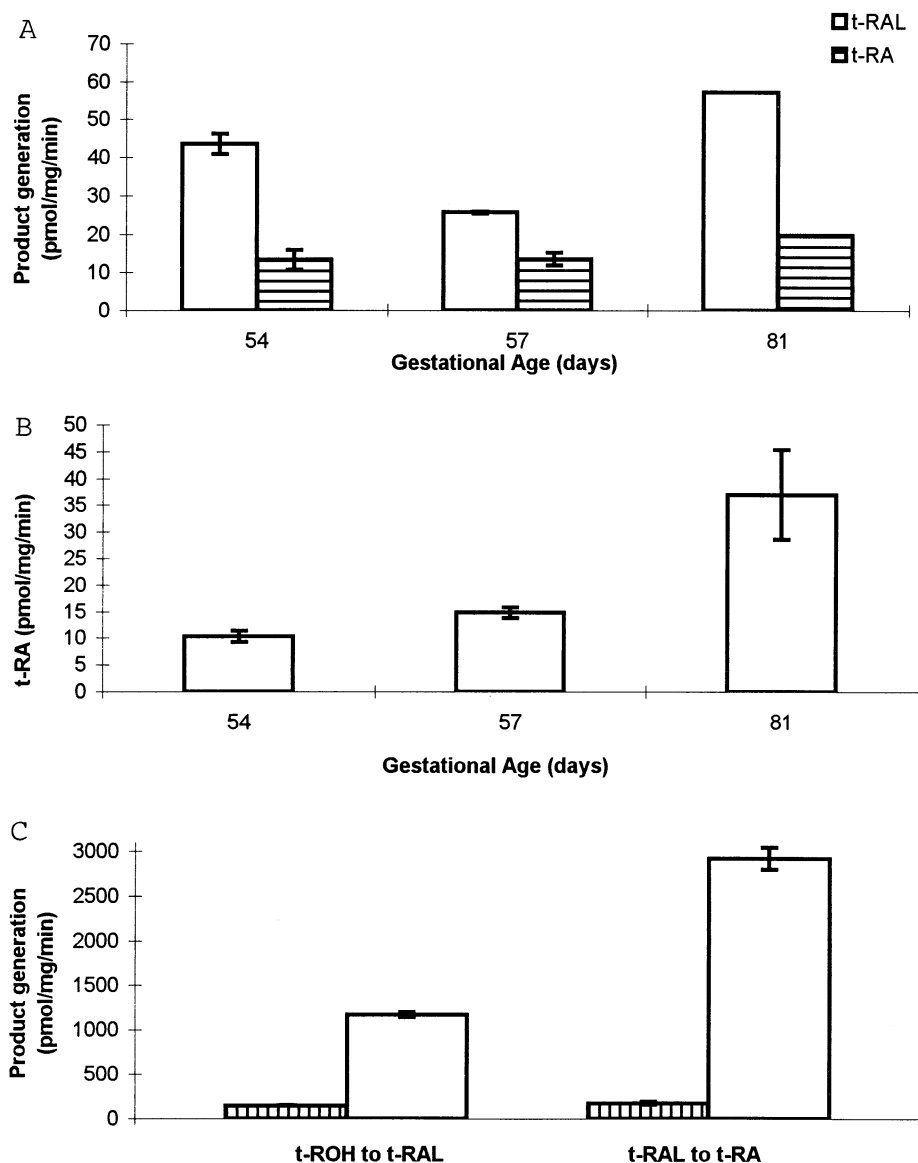 A
t-RAL
t-RA
Product generation
(pmol/mg/min)
70
60
50
40
30
20
10
0
54
57
81
Gestational Age (days)
B
t-RA (pmol/mg/min)
50
45
40
35
30
25
20
15
10
5
0
54
57
81
Gestational Age (days)
C
Product generation
(pmol/mg/min)
3000
2500
2000
1500
1000
500
0
t-ROH to t-RAL
t-RAL to t-RA